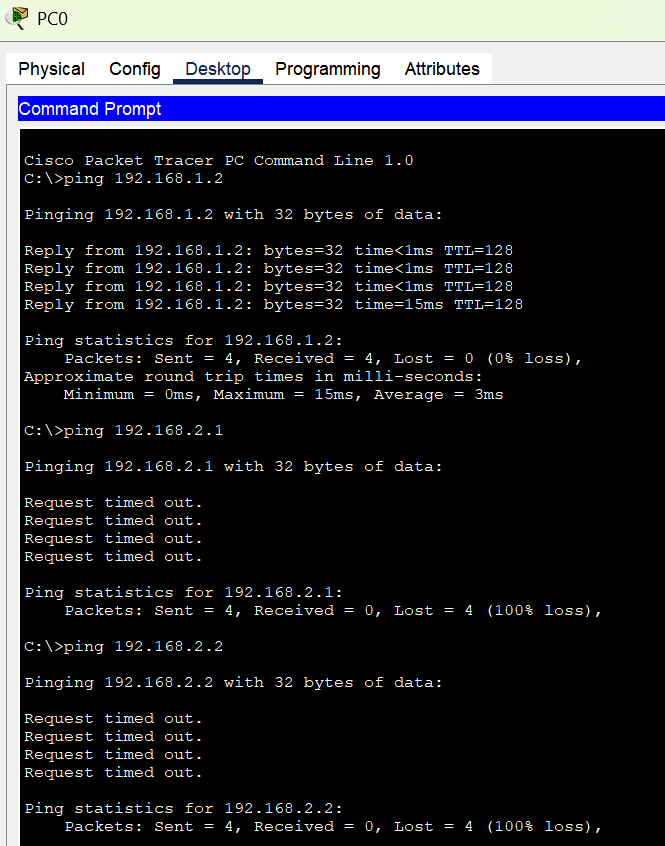 PC0
Physical Config Desktop Programming Attributes
Command Prompt
Cisco Packet Tracer PC Command Line 1.0
C:\>ping 192.168.1.2
Pinging 192.168.1.2 with 32 bytes of data:
Reply from 192.168.1.2: bytes=32 time<1ms TTL=128
Reply from 192.168.1.2: bytes=32 time<1ms TTL=128
Reply from 192.168.1.2: bytes=32 time<1ms TTL=128
Reply from 192.168.1.2: bytes=32 time=15ms TTL=128
Ping statistics for 192.168.1.2:
Packets: Sent = 4, Received = 4, Lost = 0 (0% loss),
Approximate round trip times in milli-seconds:
Minimum = 0ms, Maximum = 15ms, Average = 3ms
C:\>ping 192.168.2.1
Pinging 192.168.2.1 with 32 bytes of data:
Request timed out.
Request timed out.
Request timed out.
Request timed out.
Ping statistics for 192.168.2.1:
Packets: Sent = 4, Received = 0, Lost = 4 (100% loss),
C:\>ping 192.168.2.2
Pinging 192.168.2.2 with 32 bytes of data:
Request timed out.
Request timed out.
Request timed out.
Request timed out.
Ping statistics for 192.168.2.2:
Packets: Sent = 4, Received = 0, Lost = 4 (100% loss),